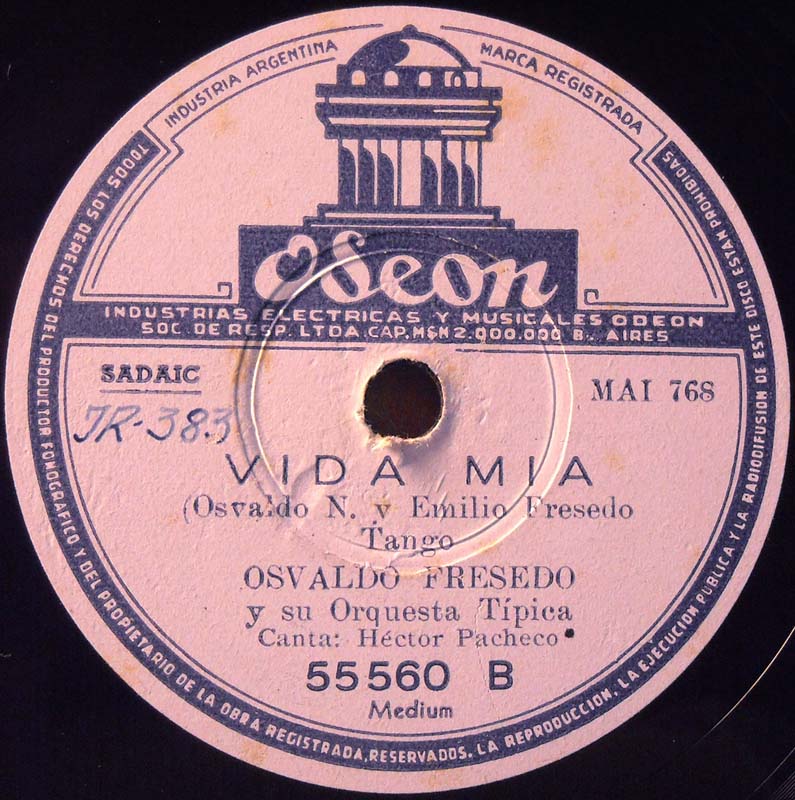 INDUSTRIA ARGENTINA
MARCA REGISTRADA
Odeon
INDUSTRIAS ELECTRICAS Y MUSICALES ODEON
SOC. DE RESP. LTDA. CAP. M$N 2.000.000 B. AIRES
SADAIC
MAI 768
JR-383
VIDA MIA
(Osvaldo N. y Emilio Fresedo
Tango
OSVALDO FRESEDO
y su Orquesta Típica
Canta: Héctor Pacheco
55560 B
Medium
TODOS LOS DERECHOS DEL PRODUCTOR FONOGRAFICO Y DEL PROPIETARIO DE LA OBRA REGISTRADA, RESERVADOS. LA REPRODUCCION, LA EJECUCION PUBLICA Y LA RADIODIFUSION DE ESTE DISCO ESTAN PROHIBIDAS